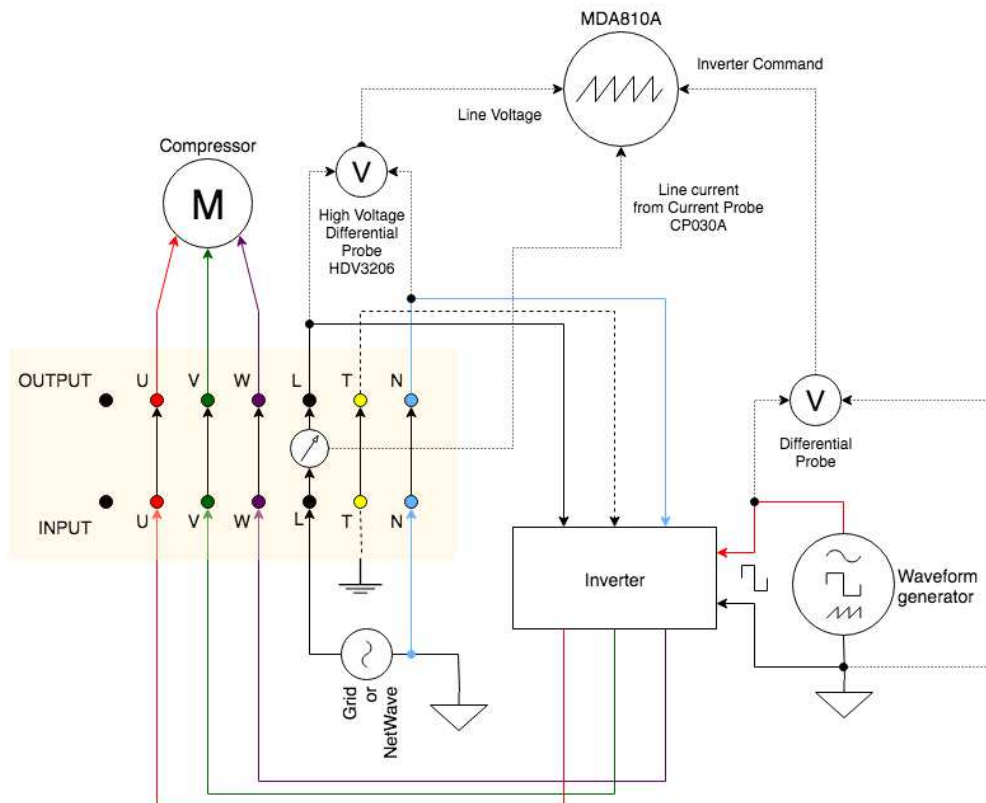 MDA810A
Inverter Command
Line Voltage
Compressor
M
V
High Voltage
Differential
Probe
HDV3206
Line current
from Current Probe
CP030A
OUTPUT
U
V
W
L
T
N
V
Differential
Probe
INPUT
U
V
W
L
T
N
Inverter
Waveform
generator
Grid
or
NetWave